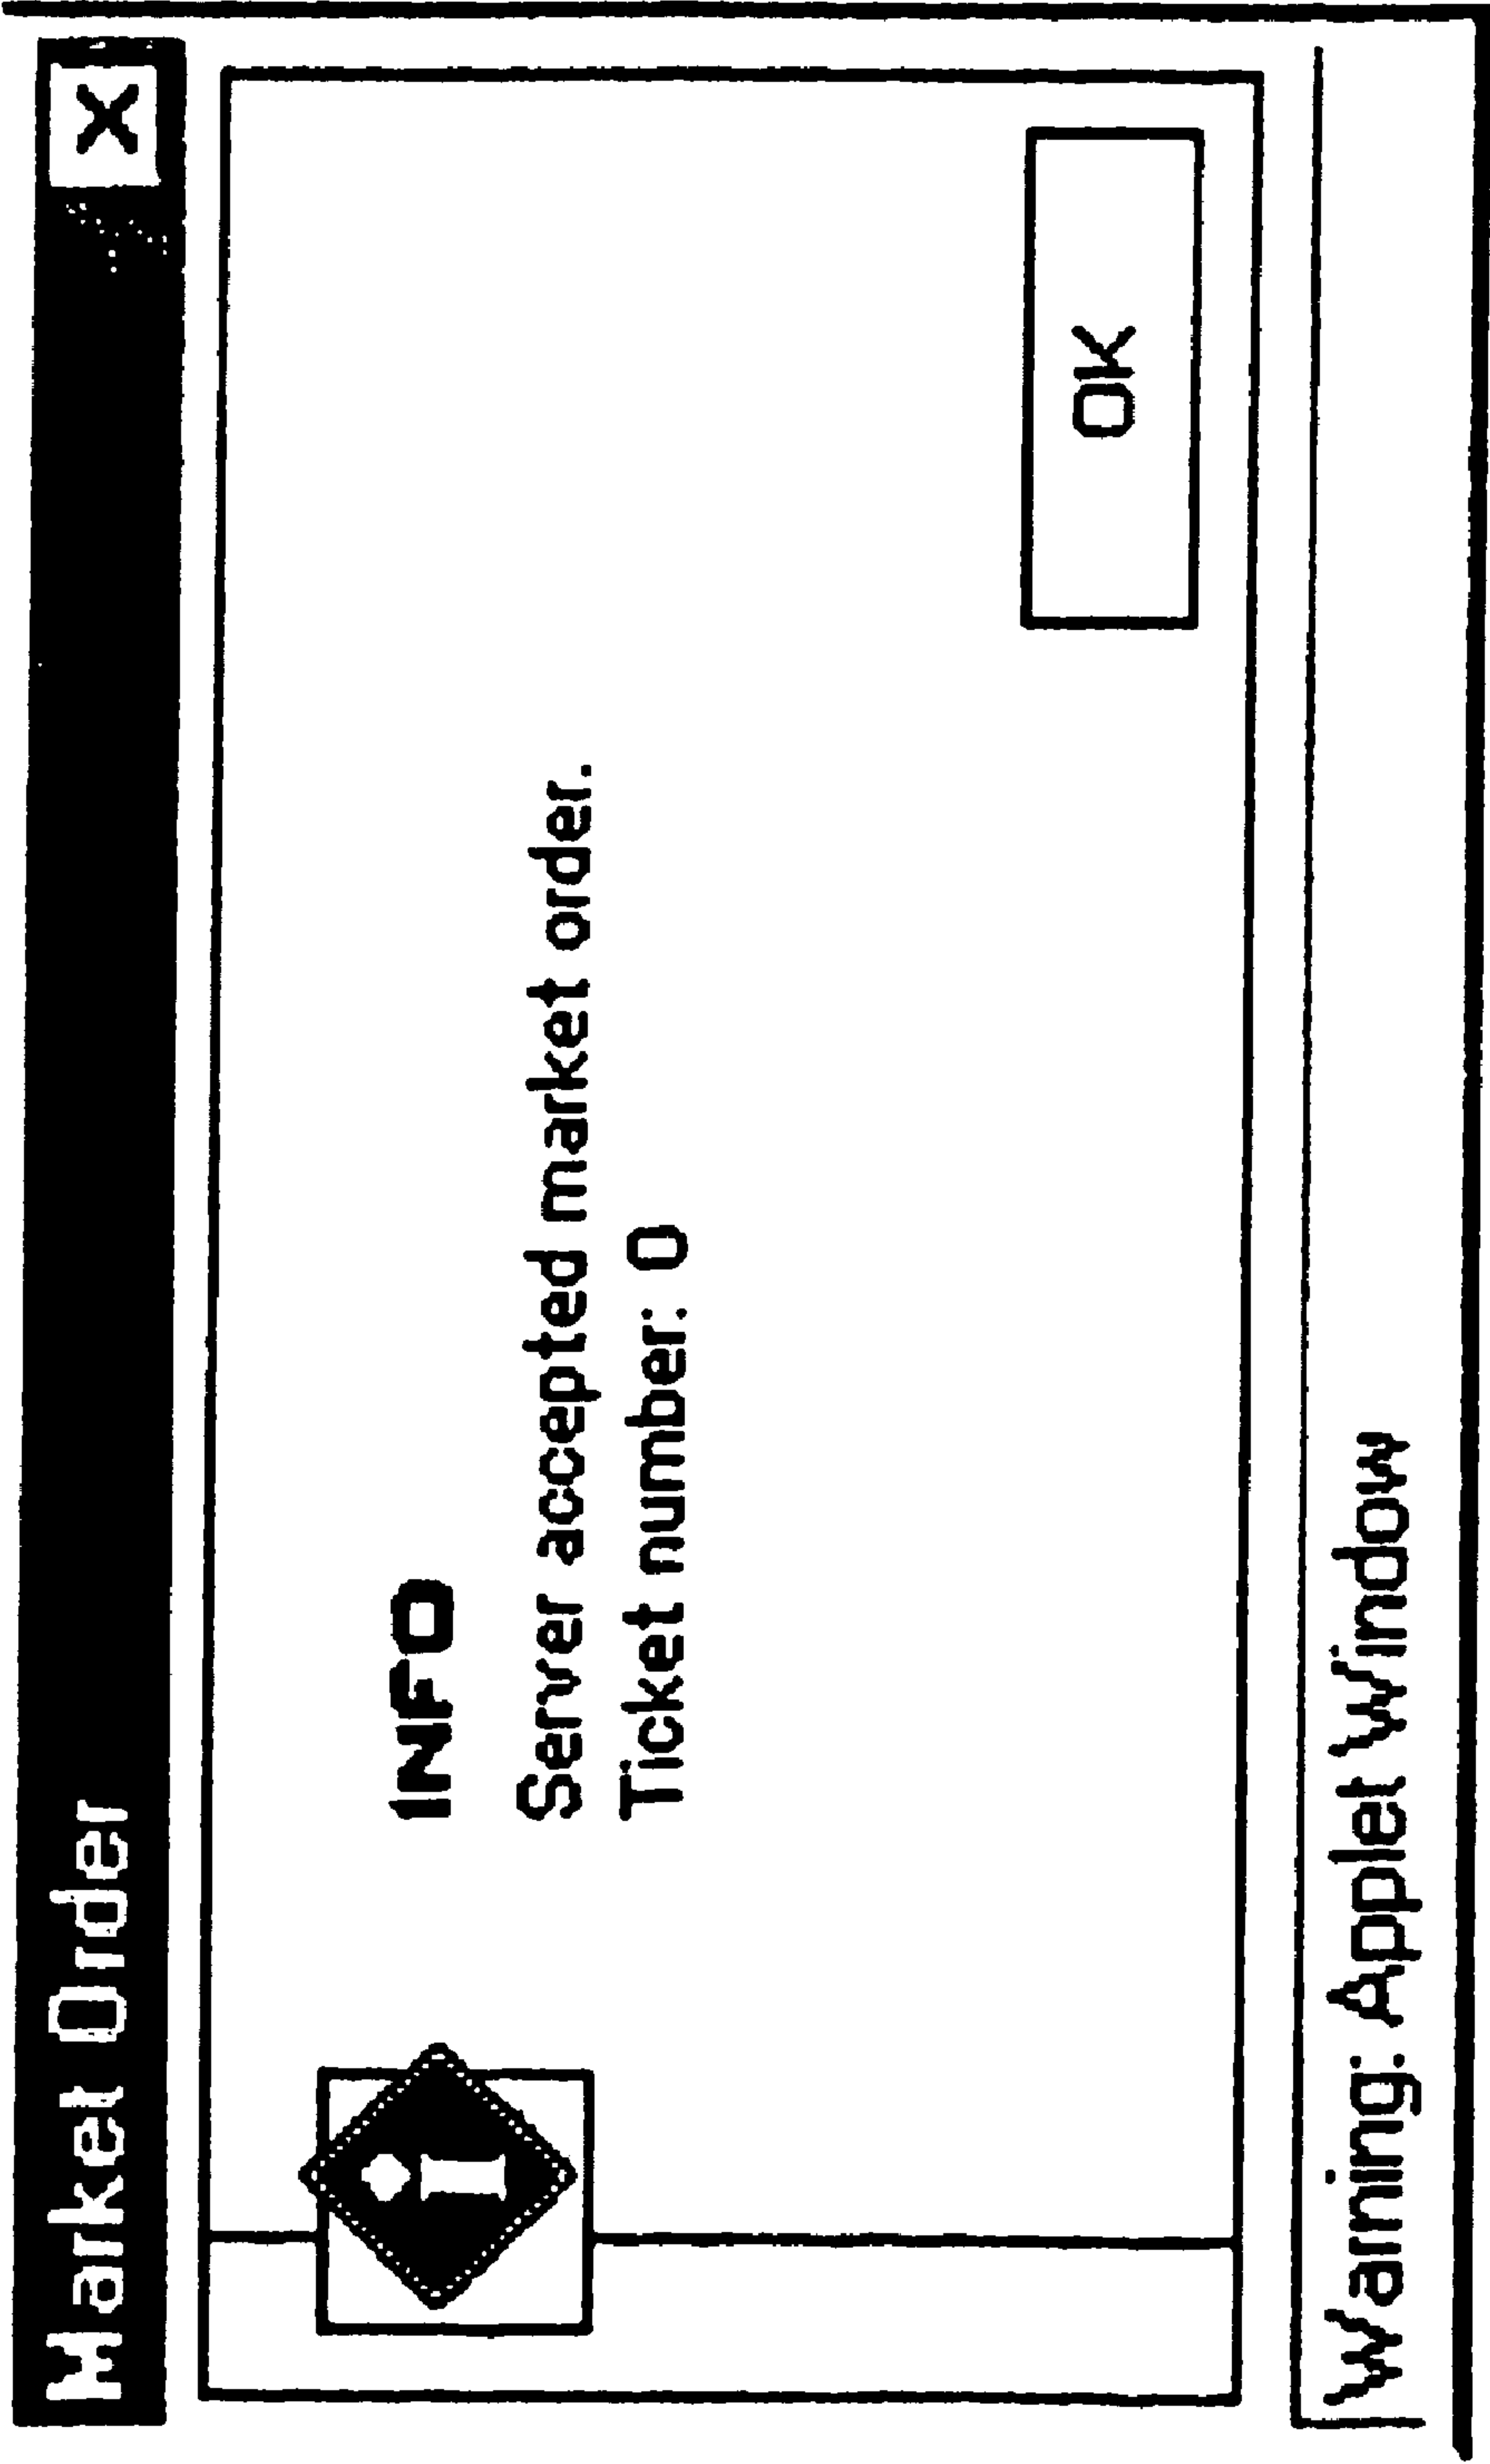 Market Order X
INFO
Server accepted market order.
Ticket number: 0
OK
Warning: Applet Window